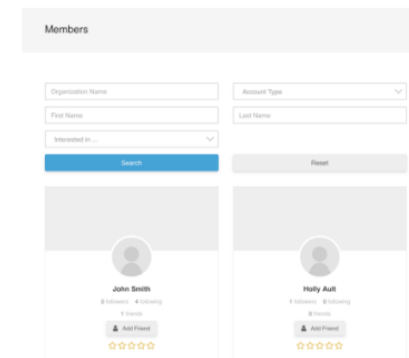 Members
Organization Name
Account Type
First Name
Last Name
Interested in ...
Search
Reset
John Smith
Holly Ault
0 followers 4 following
1 followers 0 following
1 friends
0 friends
Add Friend
Add Friend